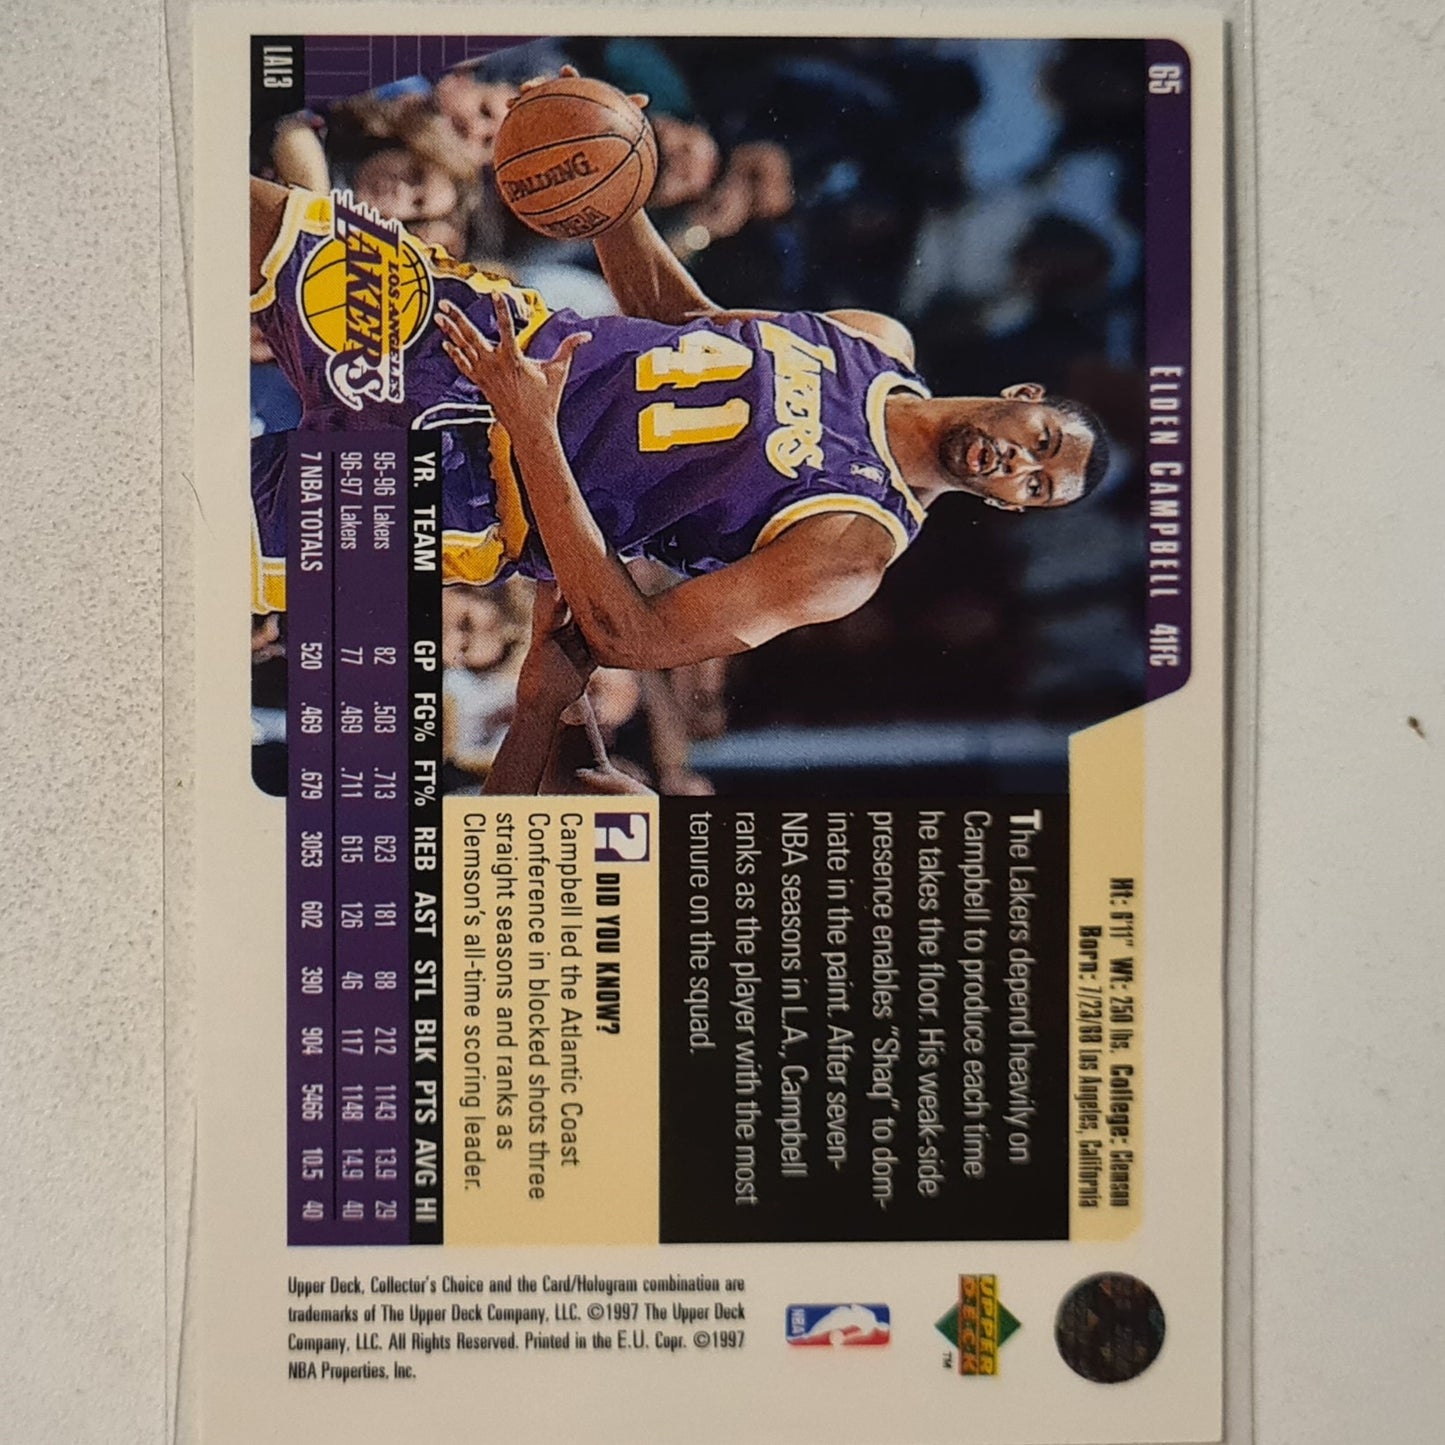 65
ELDEN CAMPBELL 41FC
Ht: 6'11" Wt: 250 lbs. College: Clemson
Born: 7/23/68 Los Angeles, California
The Lakers depend heavily on
Campbell to produce each time
he takes the floor. His weak-side
presence enables "Shaq" to dom-
inate in the paint. After seven-
NBA seasons in L.A., Campbell
ranks as the player with the most
tenure on the squad.
? DID YOU KNOW?
Campbell led the Atlantic Coast
Conference in blocked shots three
straight seasons and ranks as
Clemson's all-time scoring leader.
LAKERS
41
SPALDING
NBA
LOS ANGELES
LAKERS
YR. TEAM GP FG% FT% REB AST STL BLK PTS AVG HI
95-96 Lakers 82 .503 .713 623 181 88 212 1143 13.9 29
96-97 Lakers 77 .469 .711 615 126 46 117 1148 14.9 40
7 NBA TOTALS 520 .469 .679 3053 602 390 904 5466 10.5 40
LAL3
UPPER
DECK
TM
NBA
Upper Deck, Collector's Choice and the Card/Hologram combination are
trademarks of The Upper Deck Company, LLC. ©1997 The Upper Deck
Company, LLC. All Rights Reserved. Printed in the E.U. Copr. ©1997
NBA Properties, Inc.